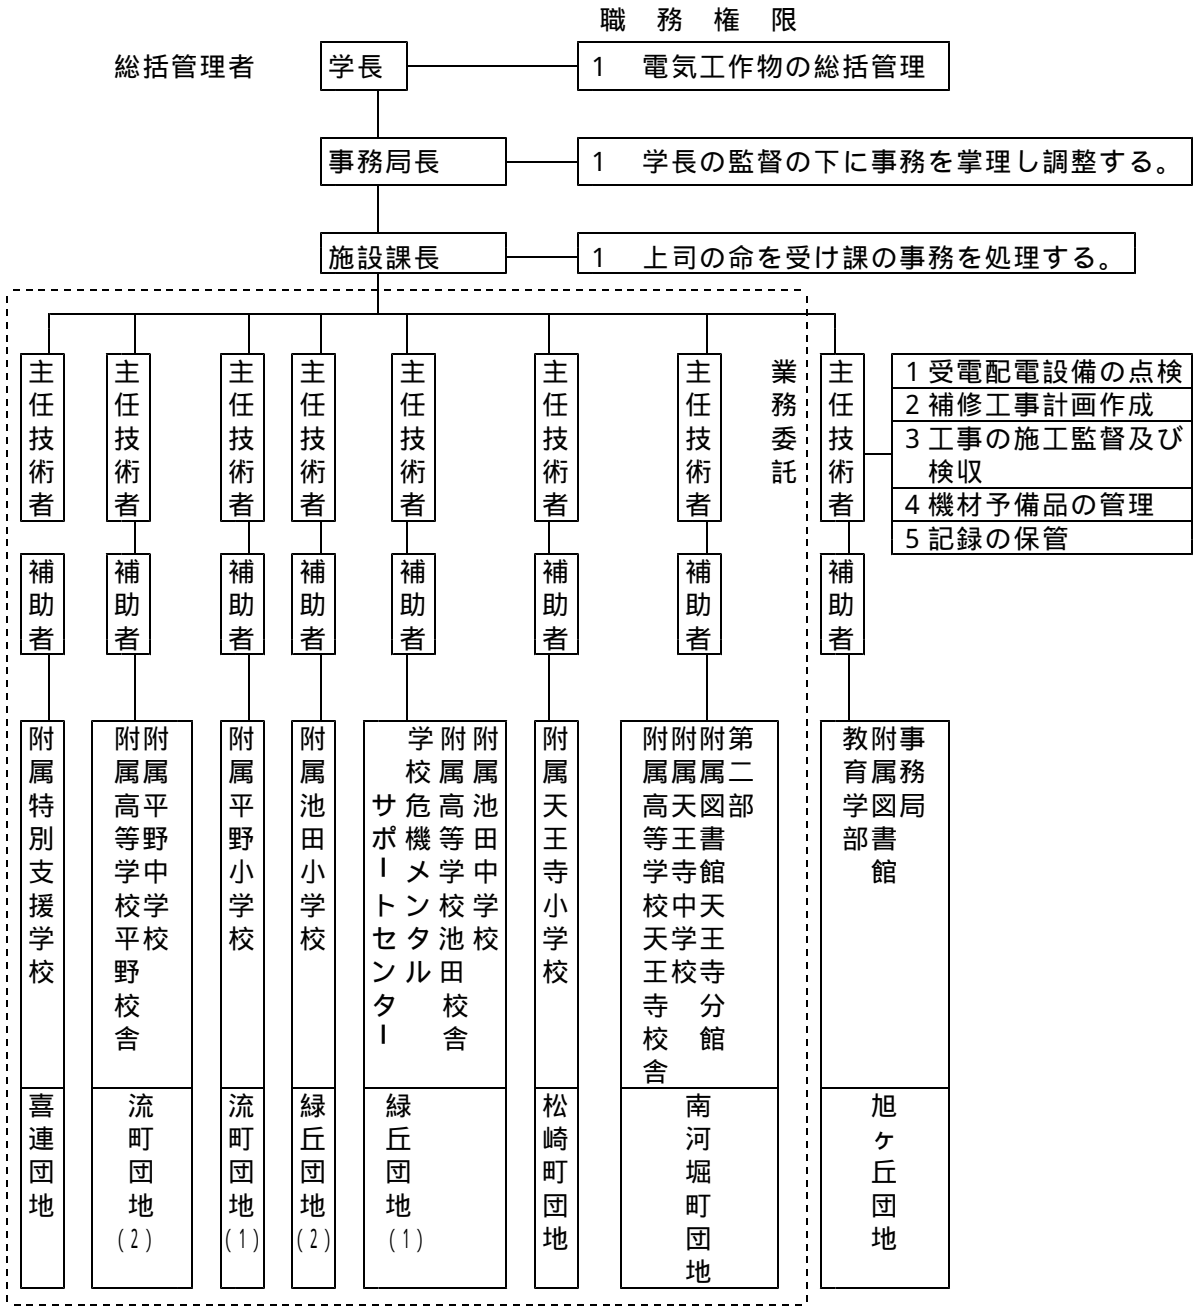 職務権限
総括管理者
学長
1 電気工作物の総括管理
事務局長
1 学長の監督の下に事務を掌理し調整する。
施設課長
1 上司の命を受け課の事務を処理する。
主任技術者
主任技術者
主任技術者
主任技術者
主任技術者
主任技術者
主任技術者
業務委託
主任技術者
1 受電配電設備の点検
2 補修工事計画作成
3 工事の施工監督及び
検収
4 機材予備品の管理
5 記録の保管
補助者
補助者
補助者
補助者
補助者
補助者
補助者
補助者
附属特別支援学校
附属平野中学校
附属高等学校平野校舎
附属平野小学校
附属池田小学校
附属池田中学校
附属高等学校池田校舎
学校危機メンタル
サポートセンター
附属天王寺小学校
第二部
附属図書館天王寺分館
附属天王寺中学校
附属高等学校天王寺校舎
事務局
附属図書館
教育学部
喜連団地
流町団地(2)
流町団地(1)
緑丘団地(2)
緑丘団地(1)
松崎町団地
南河堀町団地
旭ヶ丘団地